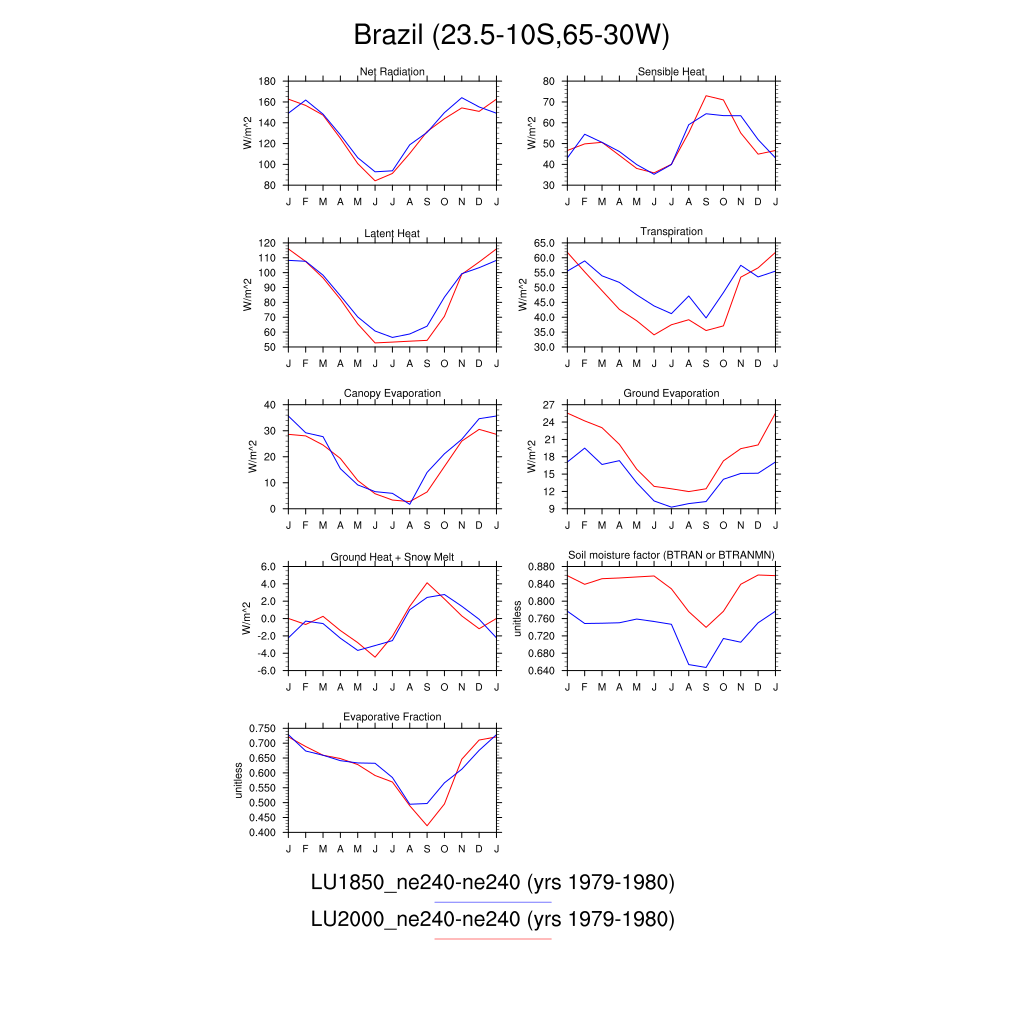 Brazil (23.5-10S,65-30W)
Net Radiation
180
160
140
120
100
80
W/m^2
J F M A M J J A S O N D J
Sensible Heat
80
70
60
50
40
30
W/m^2
J F M A M J J A S O N D J
Latent Heat
120
110
100
90
80
70
60
50
W/m^2
J F M A M J J A S O N D J
Transpiration
65.0
60.0
55.0
50.0
45.0
40.0
35.0
30.0
W/m^2
J F M A M J J A S O N D J
Canopy Evaporation
40
30
20
10
0
W/m^2
J F M A M J J A S O N D J
Ground Evaporation
27
24
21
18
15
12
9
W/m^2
J F M A M J J A S O N D J
Ground Heat + Snow Melt
6.0
4.0
2.0
0.0
-2.0
-4.0
-6.0
W/m^2
J F M A M J J A S O N D J
Soil moisture factor (BTRAN or BTRANMN)
0.880
0.840
0.800
0.760
0.720
0.680
0.640
unitless
J F M A M J J A S O N D J
Evaporative Fraction
0.750
0.700
0.650
0.600
0.550
0.500
0.450
0.400
unitless
J F M A M J J A S O N D J
LU1850_ne240-ne240 (yrs 1979-1980)
LU2000_ne240-ne240 (yrs 1979-1980)